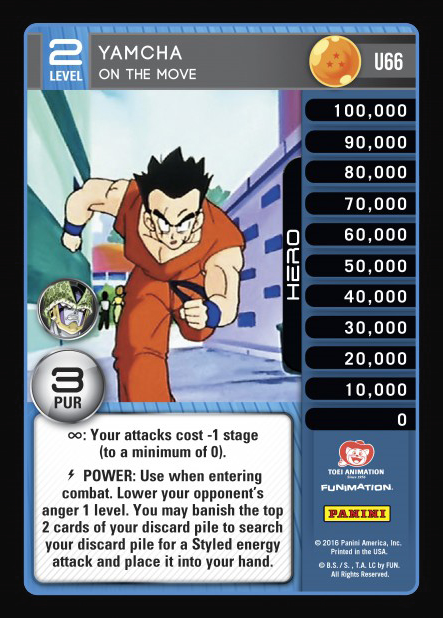 2
LEVEL
YAMCHA
ON THE MOVE
U66
100,000
90,000
80,000
70,000
60,000
50,000
40,000
30,000
20,000
10,000
0
HERO
3
PUR
∞: Your attacks cost -1 stage
(to a minimum of 0).
⚡ POWER: Use when entering
combat. Lower your opponent's
anger 1 level. You may banish the top
2 cards of your discard pile to search
your discard pile for a Styled energy
attack and place it into your hand.
TOEI ANIMATION
Since 1956
FUNIMATION.
PANINI
© 2016 Panini America, Inc.
Printed in the USA.
© B.S./ S. , T.A. LC by FUN.
All Rights Reserved.